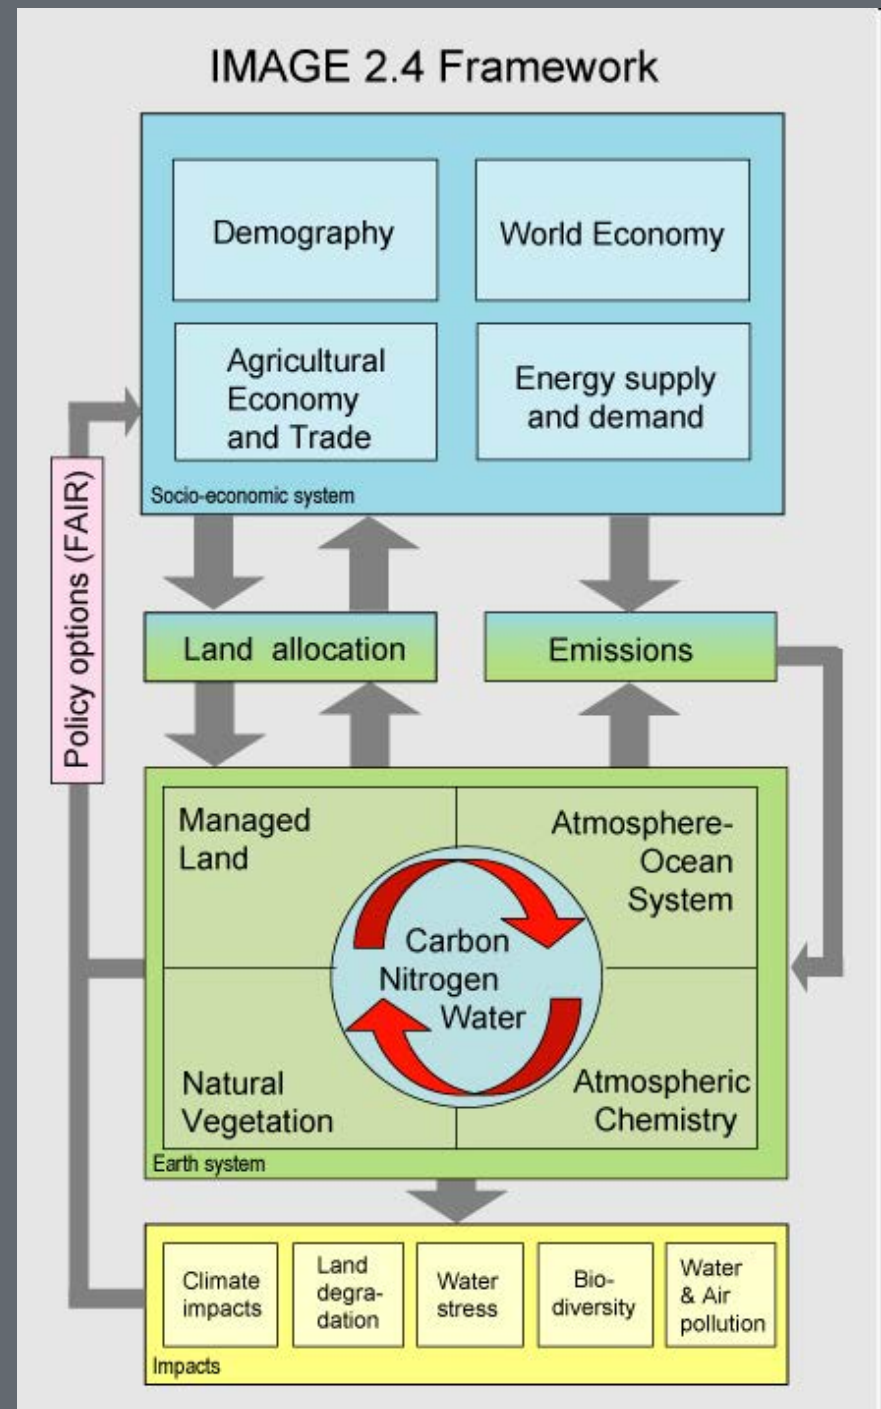 IMAGE 2.4 Framework
Demography
World Economy
Agricultural
Economy
and Trade
Energy supply
and demand
Socio-economic system
Policy options (FAIR)
Land allocation
Emissions
Managed
Land
Atmosphere-
Ocean
System
Carbon
Nitrogen
Water
Natural
Vegetation
Atmospheric
Chemistry
Earth system
Climate
impacts
Land
degra-
dation
Water
stress
Bio-
diversity
Water
& Air
pollution
Impacts